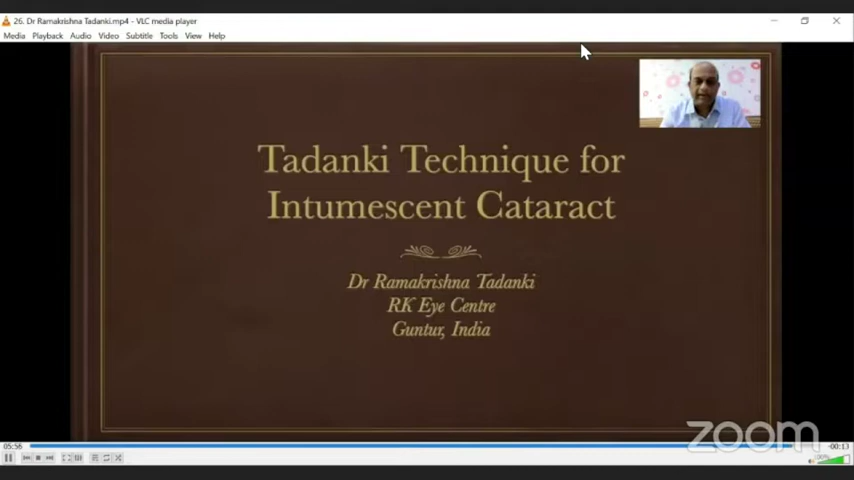 26. Dr Ramakrishna Tadanki.mp4 - VLC media player
Media Playback Audio Video Subtitle Tools View Help
Tadanki Technique for
Intumescent Cataract
Dr Ramakrishna Tadanki
RK Eye Centre
Guntur, India
zoom
05:56
-00:13
100%